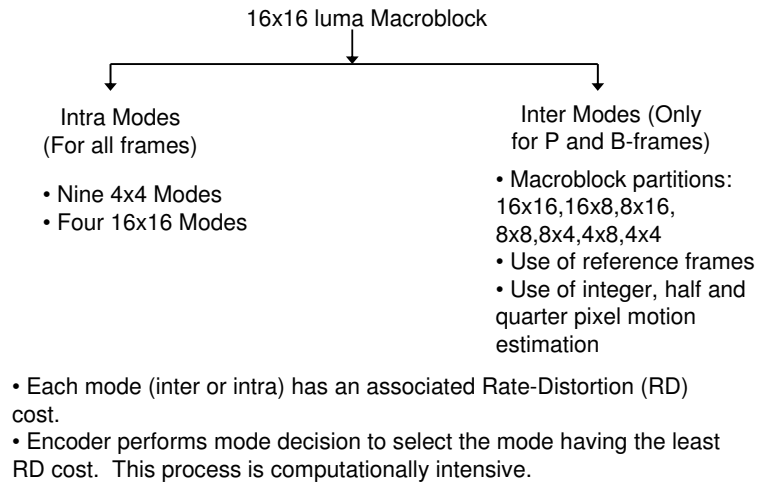 16x16 luma Macroblock
Intra Modes
(For all frames)
• Nine 4x4 Modes
• Four 16x16 Modes
Inter Modes (Only
for P and B-frames)
• Macroblock partitions:
16x16,16x8,8x16,
8x8,8x4,4x8,4x4
• Use of reference frames
• Use of integer, half and
quarter pixel motion
estimation
• Each mode (inter or intra) has an associated Rate-Distortion (RD)
cost.
• Encoder performs mode decision to select the mode having the least
RD cost. This process is computationally intensive.